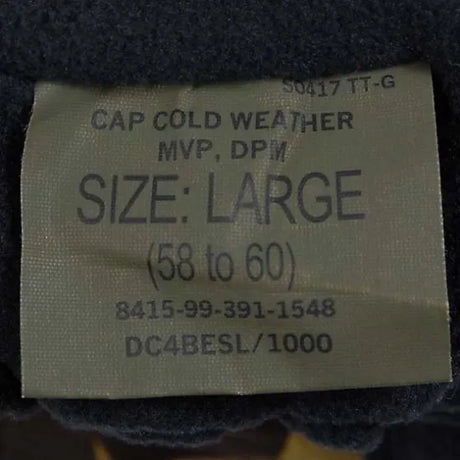 S0417 TT-G
CAP COLD WEATHER
MVP, DPM
SIZE: LARGE
(58 to 60)
8415-99-391-1548
DC4BESL/1000